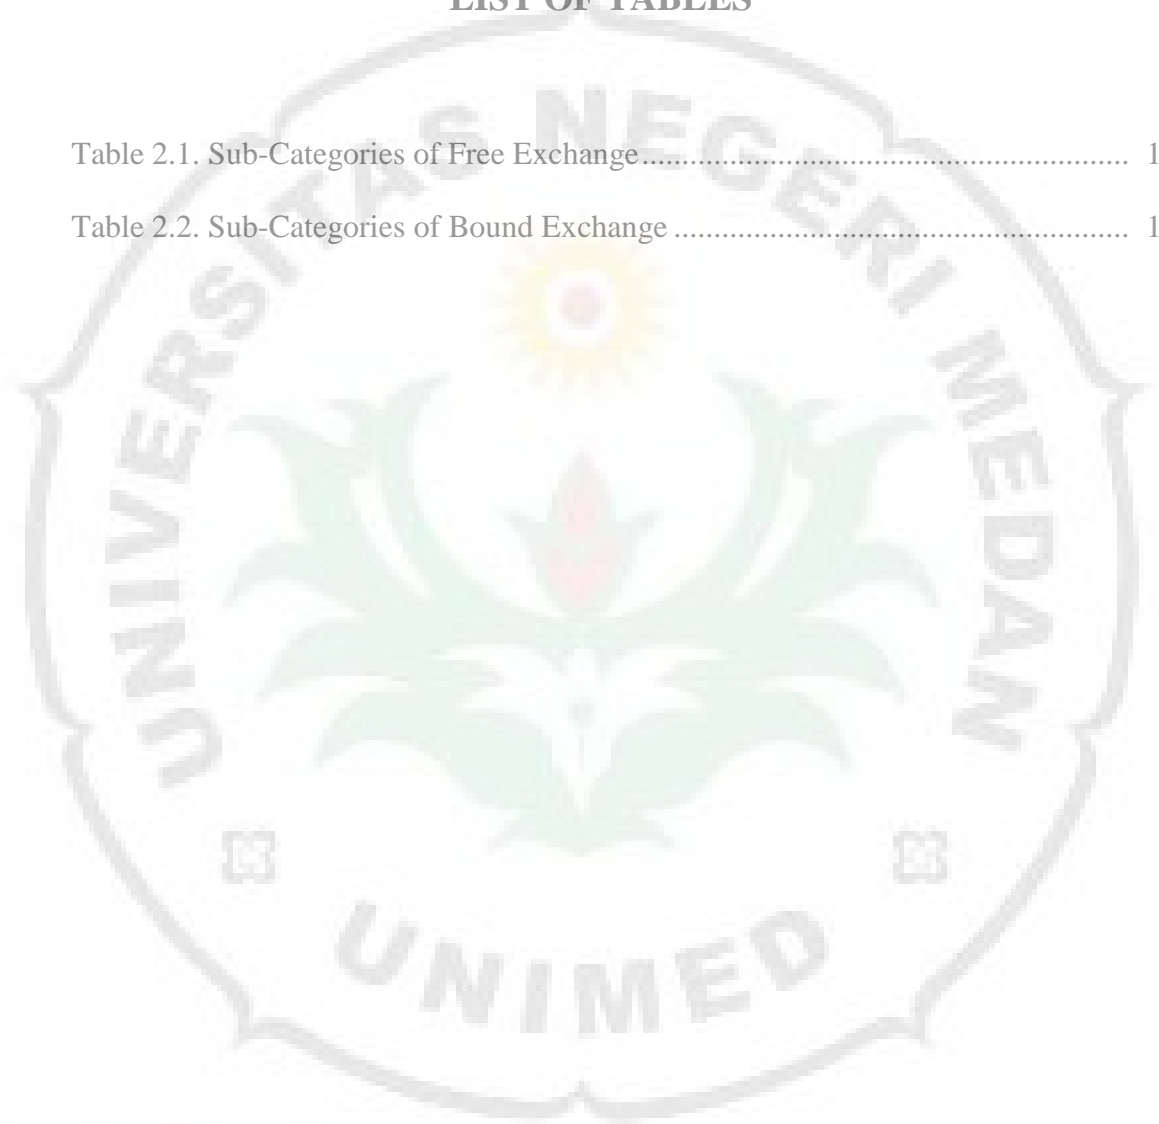 LIST OF TABLES
Table 2.1. Sub-Categories of Free Exchange............................................................. 1
Table 2.2. Sub-Categories of Bound Exchange ......................................................... 1
UNIVERSITAS NEGERI MEDAN
UNIMED